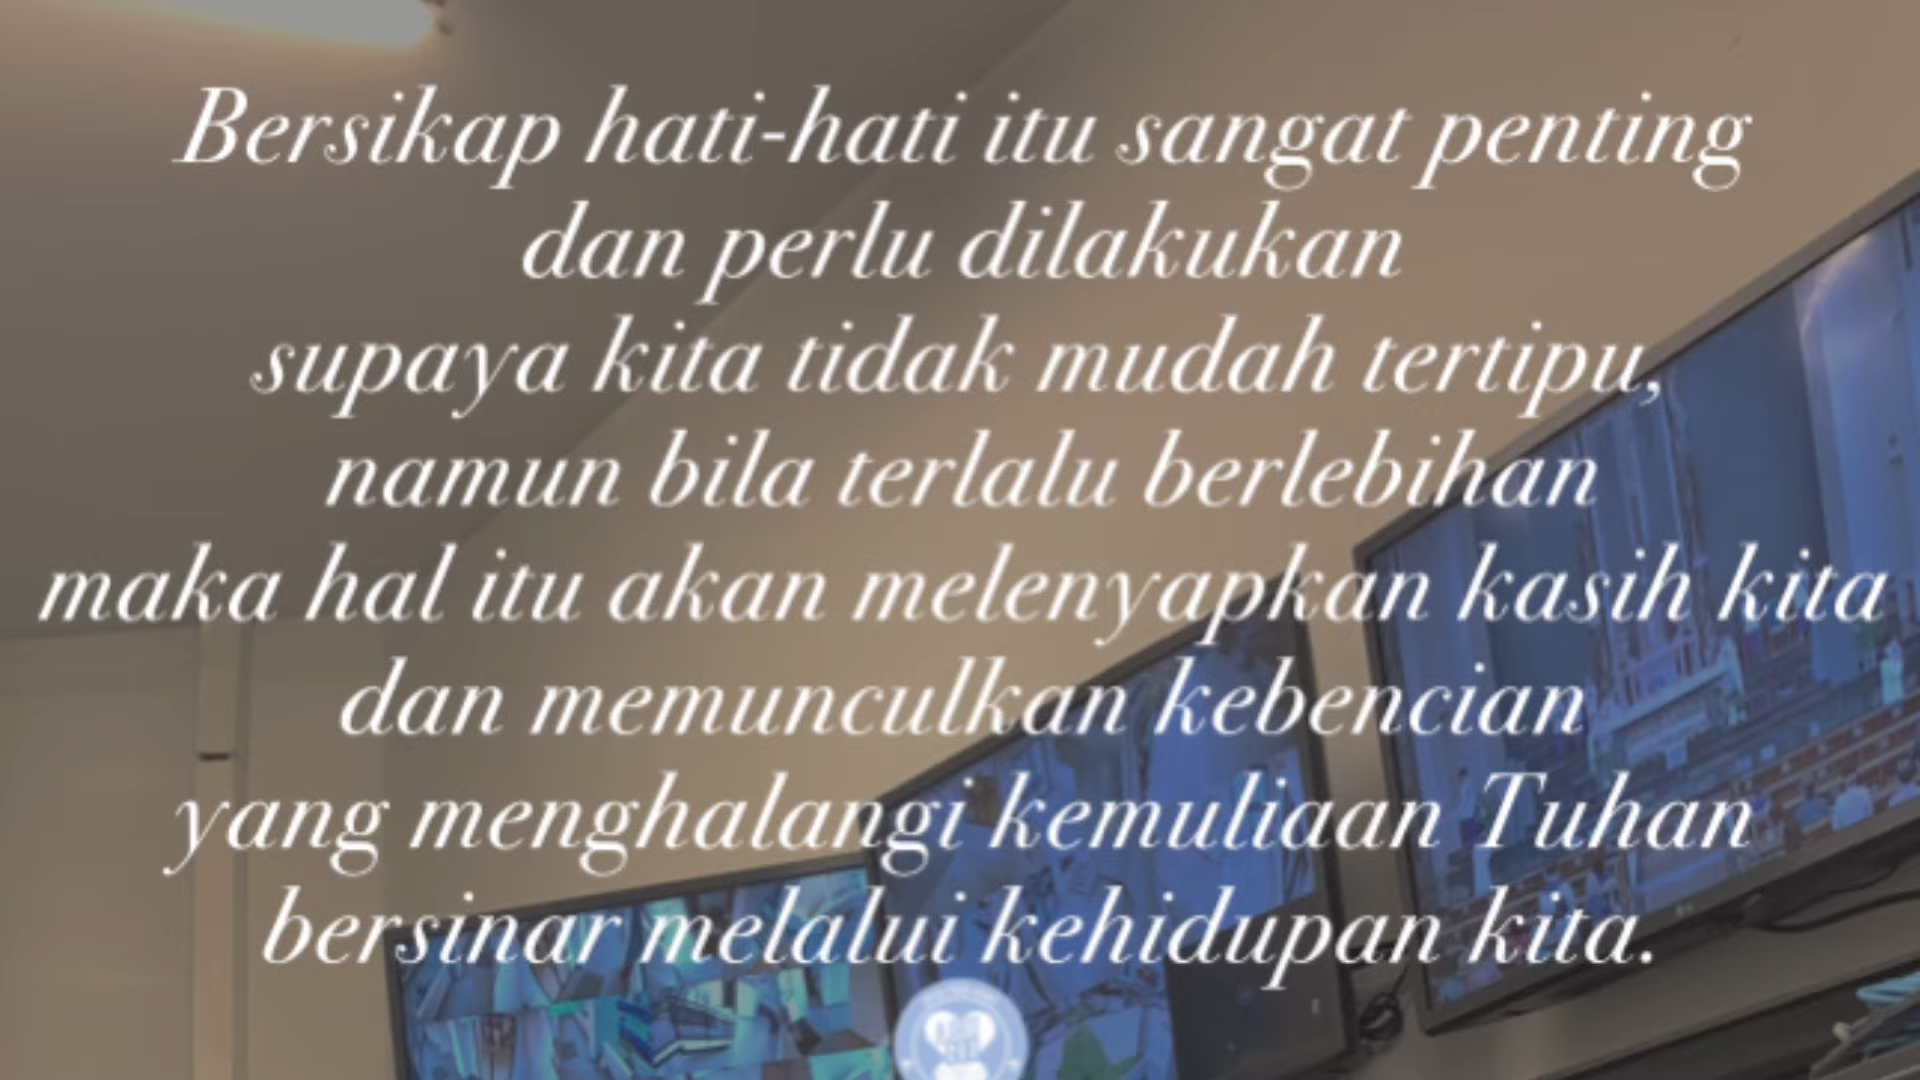 Bersikap hati-hati itu sangat penting
dan perlu dilakukan
supaya kita tidak mudah tertipu,
namun bila terlalu berlebihan
maka hal itu akan melenyapkan kasih kita
dan memunculkan kebencian
yang menghalangi kemuliaan Tuhan
bersinar melalui kehidupan kita.